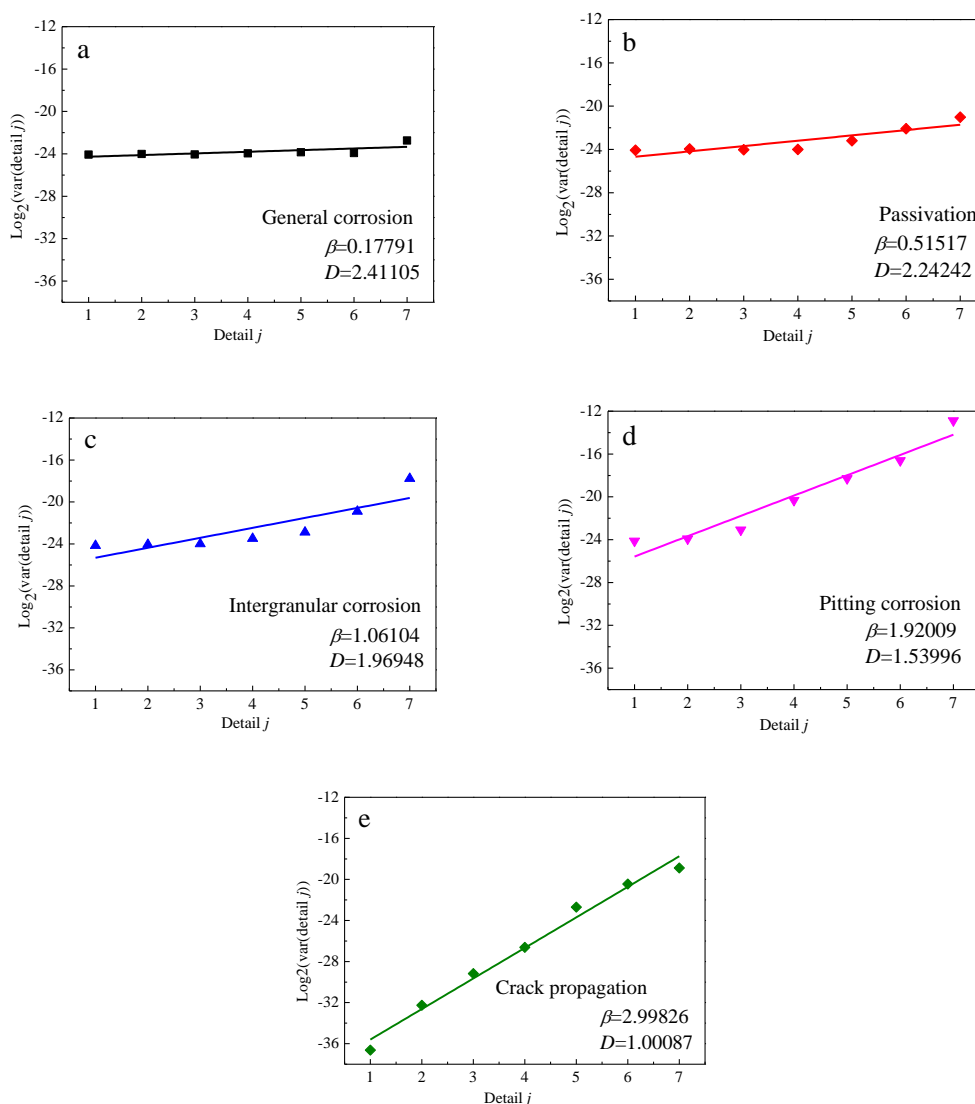 a
-12
-16
-20
-24
-28
-32
-36
Log2(var(detail j))
General corrosion
β=0.17791
D=2.41105
1 2 3 4 5 6 7
Detail j
b
-12
-16
-20
-24
-28
-32
-36
Log2(var(detail j))
Passivation
β=0.51517
D=2.24242
1 2 3 4 5 6 7
Detail j
c
-12
-16
-20
-24
-28
-32
-36
Log2(var(detail j))
Intergranular corrosion
β=1.06104
D=1.96948
1 2 3 4 5 6 7
Detail j
d
-12
-16
-20
-24
-28
-32
-36
Log2(var(detail j))
Pitting corrosion
β=1.92009
D=1.53996
1 2 3 4 5 6 7
Detail j
e
-12
-16
-20
-24
-28
-32
-36
Log2(var(detail j))
Crack propagation
β=2.99826
D=1.00087
1 2 3 4 5 6 7
Detail j